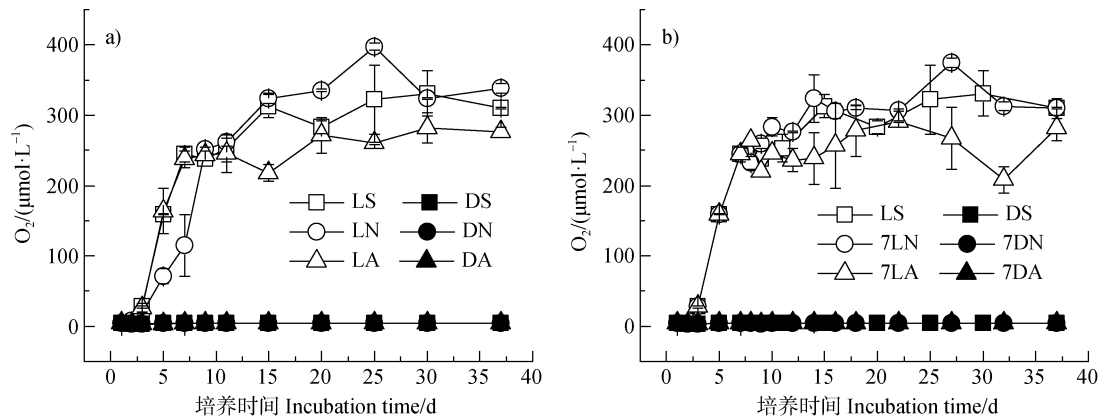 a)
O₂/(μmol·L⁻¹)
400
300
200
100
0
LS DS
LN DN
LA DA
0 5 10 15 20 25 30 35 40
培养时间 Incubation time/d
b)
O₂/(μmol·L⁻¹)
400
300
200
100
0
LS DS
7LN 7DN
7LA 7DA
0 5 10 15 20 25 30 35 40
培养时间 Incubation time/d